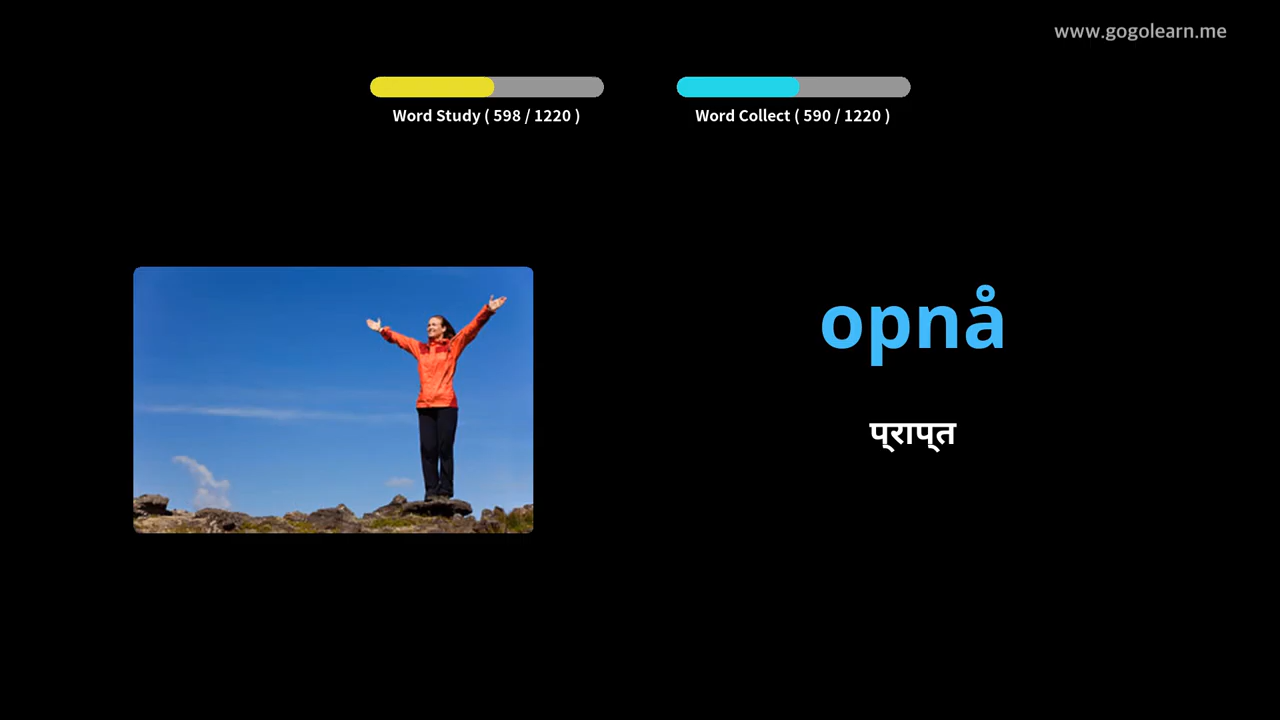 www.gogolearn.me
Word Study ( 598 / 1220 )
Word Collect ( 590 / 1220 )
opnå
प्राप्त